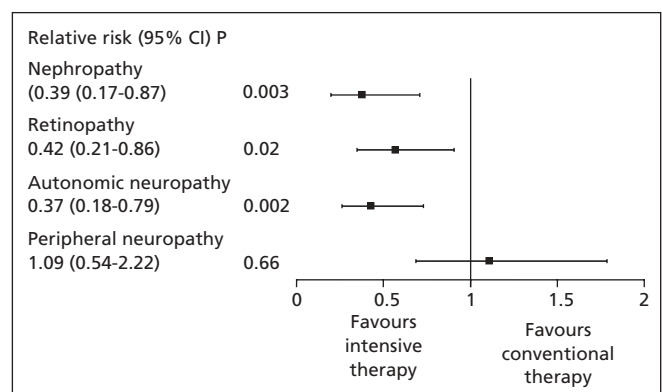 Relative risk (95% CI) P
Nephropathy
(0.39 (0.17-0.87) 0.003
Retinopathy
0.42 (0.21-0.86) 0.02
Autonomic neuropathy
0.37 (0.18-0.79) 0.002
Peripheral neuropathy
1.09 (0.54-2.22) 0.66
0 0.5 1 1.5 2
Favours
intensive
therapy
Favours
conventional
therapy